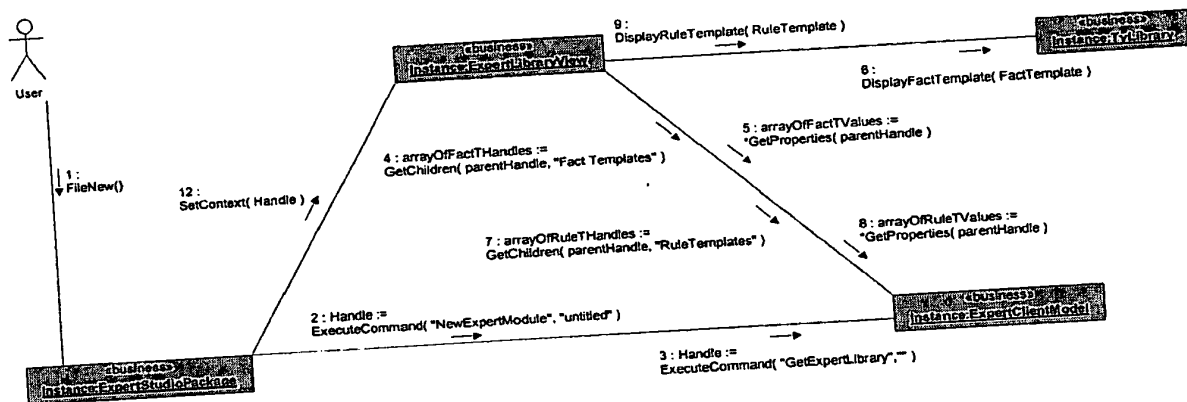 9 :
DisplayRuleTemplate( RuleTemplate )
«business»
Instance:ExpertLibraryView
«business»
Instance:TyLibrary
6 :
DisplayFactTemplate( FactTemplate )
User
5 : arrayOfFactTValues :=
*GetProperties( parentHandle )
4 : arrayOfFactTHandles :=
GetChildren( parentHandle, "Fact Templates" )
1 :
FileNew()
12 :
SetContext( Handle )
8 : arrayOfRuleTValues :=
*GetProperties( parentHandle )
7 : arrayOfRuleTHandles :=
GetChildren( parentHandle, "RuleTemplates" )
2 : Handle :=
ExecuteCommand( "NewExpertModule", "untitled" )
«business»
Instance:ExpertClientModel
3 : Handle :=
ExecuteCommand( "GetExpertLibrary","" )
«business»
Instance:ExpertStudioPackage